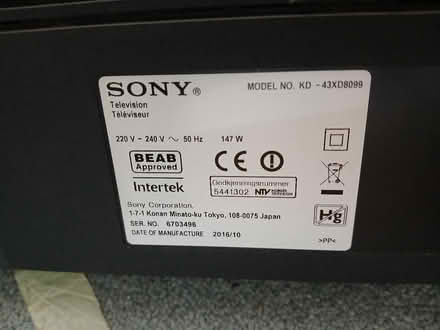 SONY®
MODEL NO. KD - 43XD8099
Television
Téléviseur
220 V ~ 240 V ~ 50 Hz 147 W
BEAB
Approved
CE
Intertek
Godkjenningsnummer
5441302 NTV
Sony Corporation
1-7-1 Konan Minato-ku Tokyo, 108-0075 Japan
SER. NO. 6703496
DATE OF MANUFACTURE 2016/10
Hg
>PP<